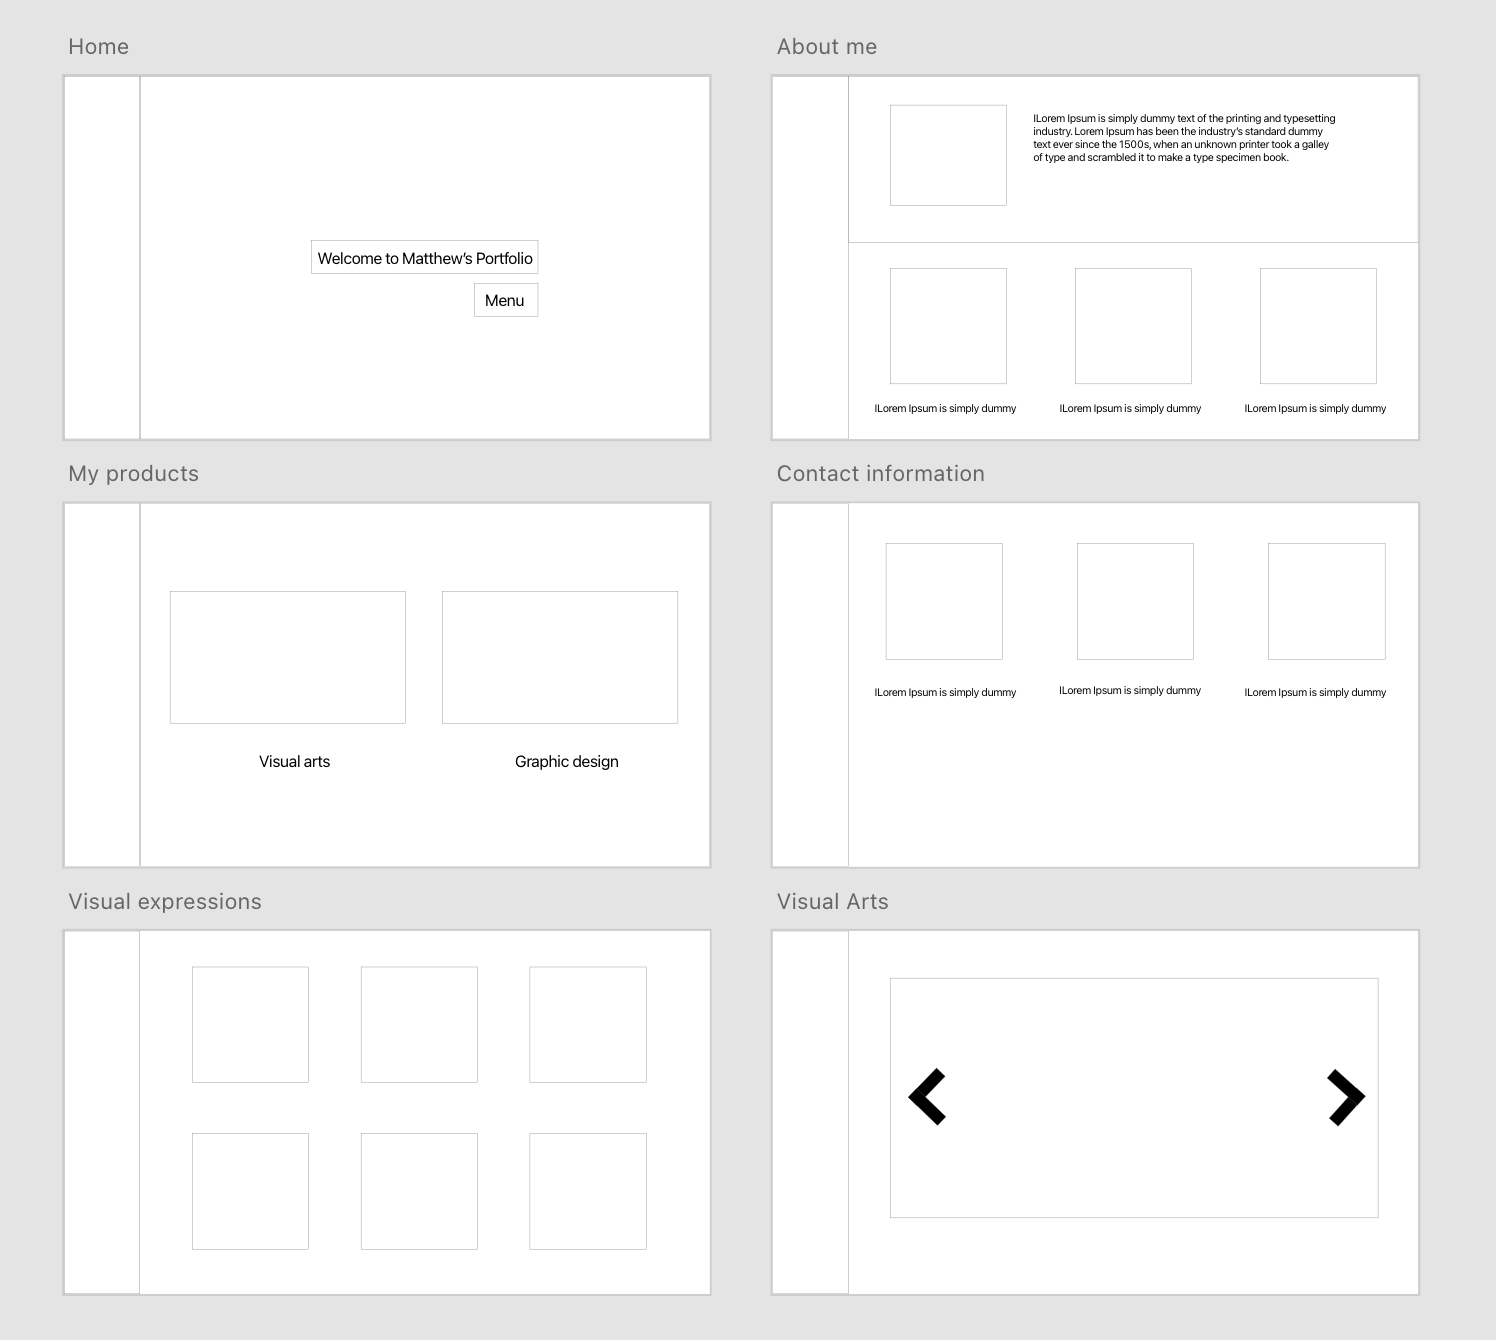 Home
About me
Welcome to Matthew’s Portfolio
Menu
lLorem Ipsum is simply dummy text of the printing and typesetting
industry. Lorem Ipsum has been the industry’s standard dummy
text ever since the 1500s, when an unknown printer took a galley
of type and scrambled it to make a type specimen book.
lLorem Ipsum is simply dummy
lLorem Ipsum is simply dummy
lLorem Ipsum is simply dummy
My products
Contact information
Visual arts
Graphic design
lLorem Ipsum is simply dummy
lLorem Ipsum is simply dummy
lLorem Ipsum is simply dummy
Visual expressions
Visual Arts